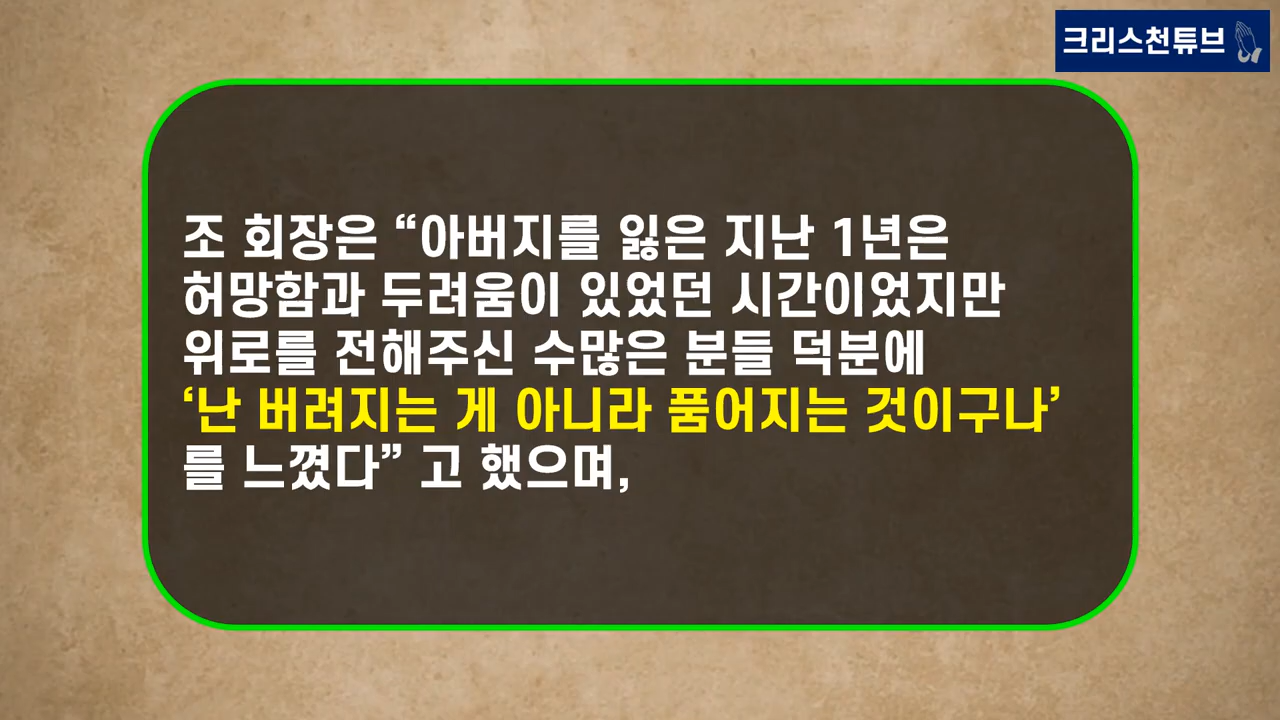 크리스천튜브
조 회장은 “아버지를 잃은 지난 1년은
허망함과 두려움이 있었던 시간이었지만
위로를 전해주신 수많은 분들 덕분에
‘난 버려지는 게 아니라 품어지는 것이구나’
를 느꼈다” 고 했으며,